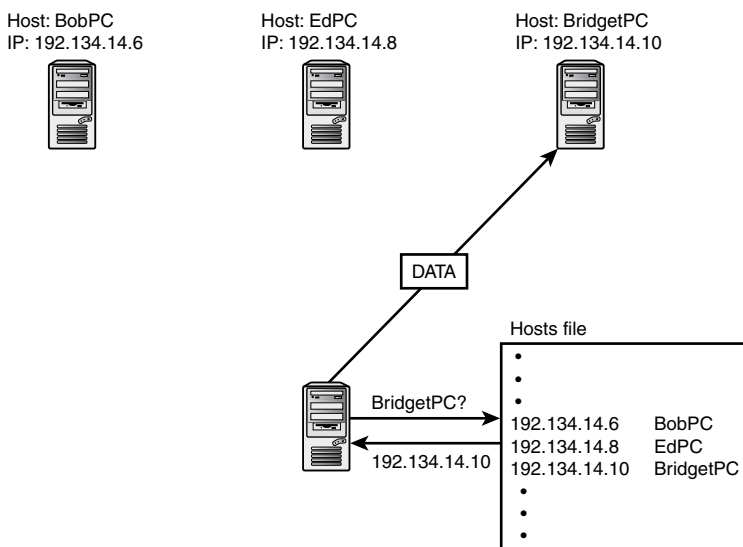 Host: BobPC
IP: 192.134.14.6
Host: EdPC
IP: 192.134.14.8
Host: BridgetPC
IP: 192.134.14.10
DATA
Hosts file
BridgetPC?
192.134.14.10
192.134.14.6 BobPC
192.134.14.8 EdPC
192.134.14.10 BridgetPC